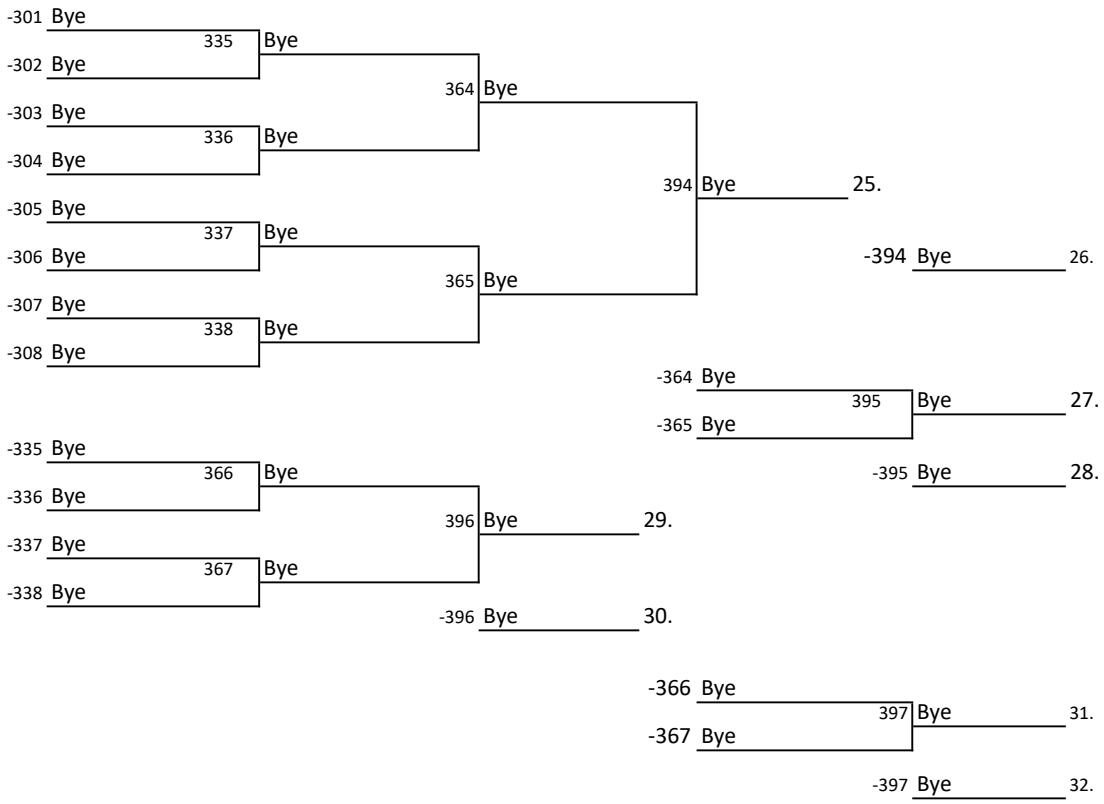 -301 Bye
335 Bye
-302 Bye
364 Bye
-303 Bye
336 Bye
-304 Bye
394 Bye 25.
-305 Bye
337 Bye
-306 Bye
-394 Bye 26.
365 Bye
-307 Bye
338 Bye
-308 Bye
-364 Bye
395 Bye 27.
-365 Bye
-335 Bye
366 Bye
-395 Bye 28.
-336 Bye
396 Bye 29.
-337 Bye
367 Bye
-338 Bye
-396 Bye 30.
-366 Bye
397 Bye 31.
-367 Bye
-397 Bye 32.